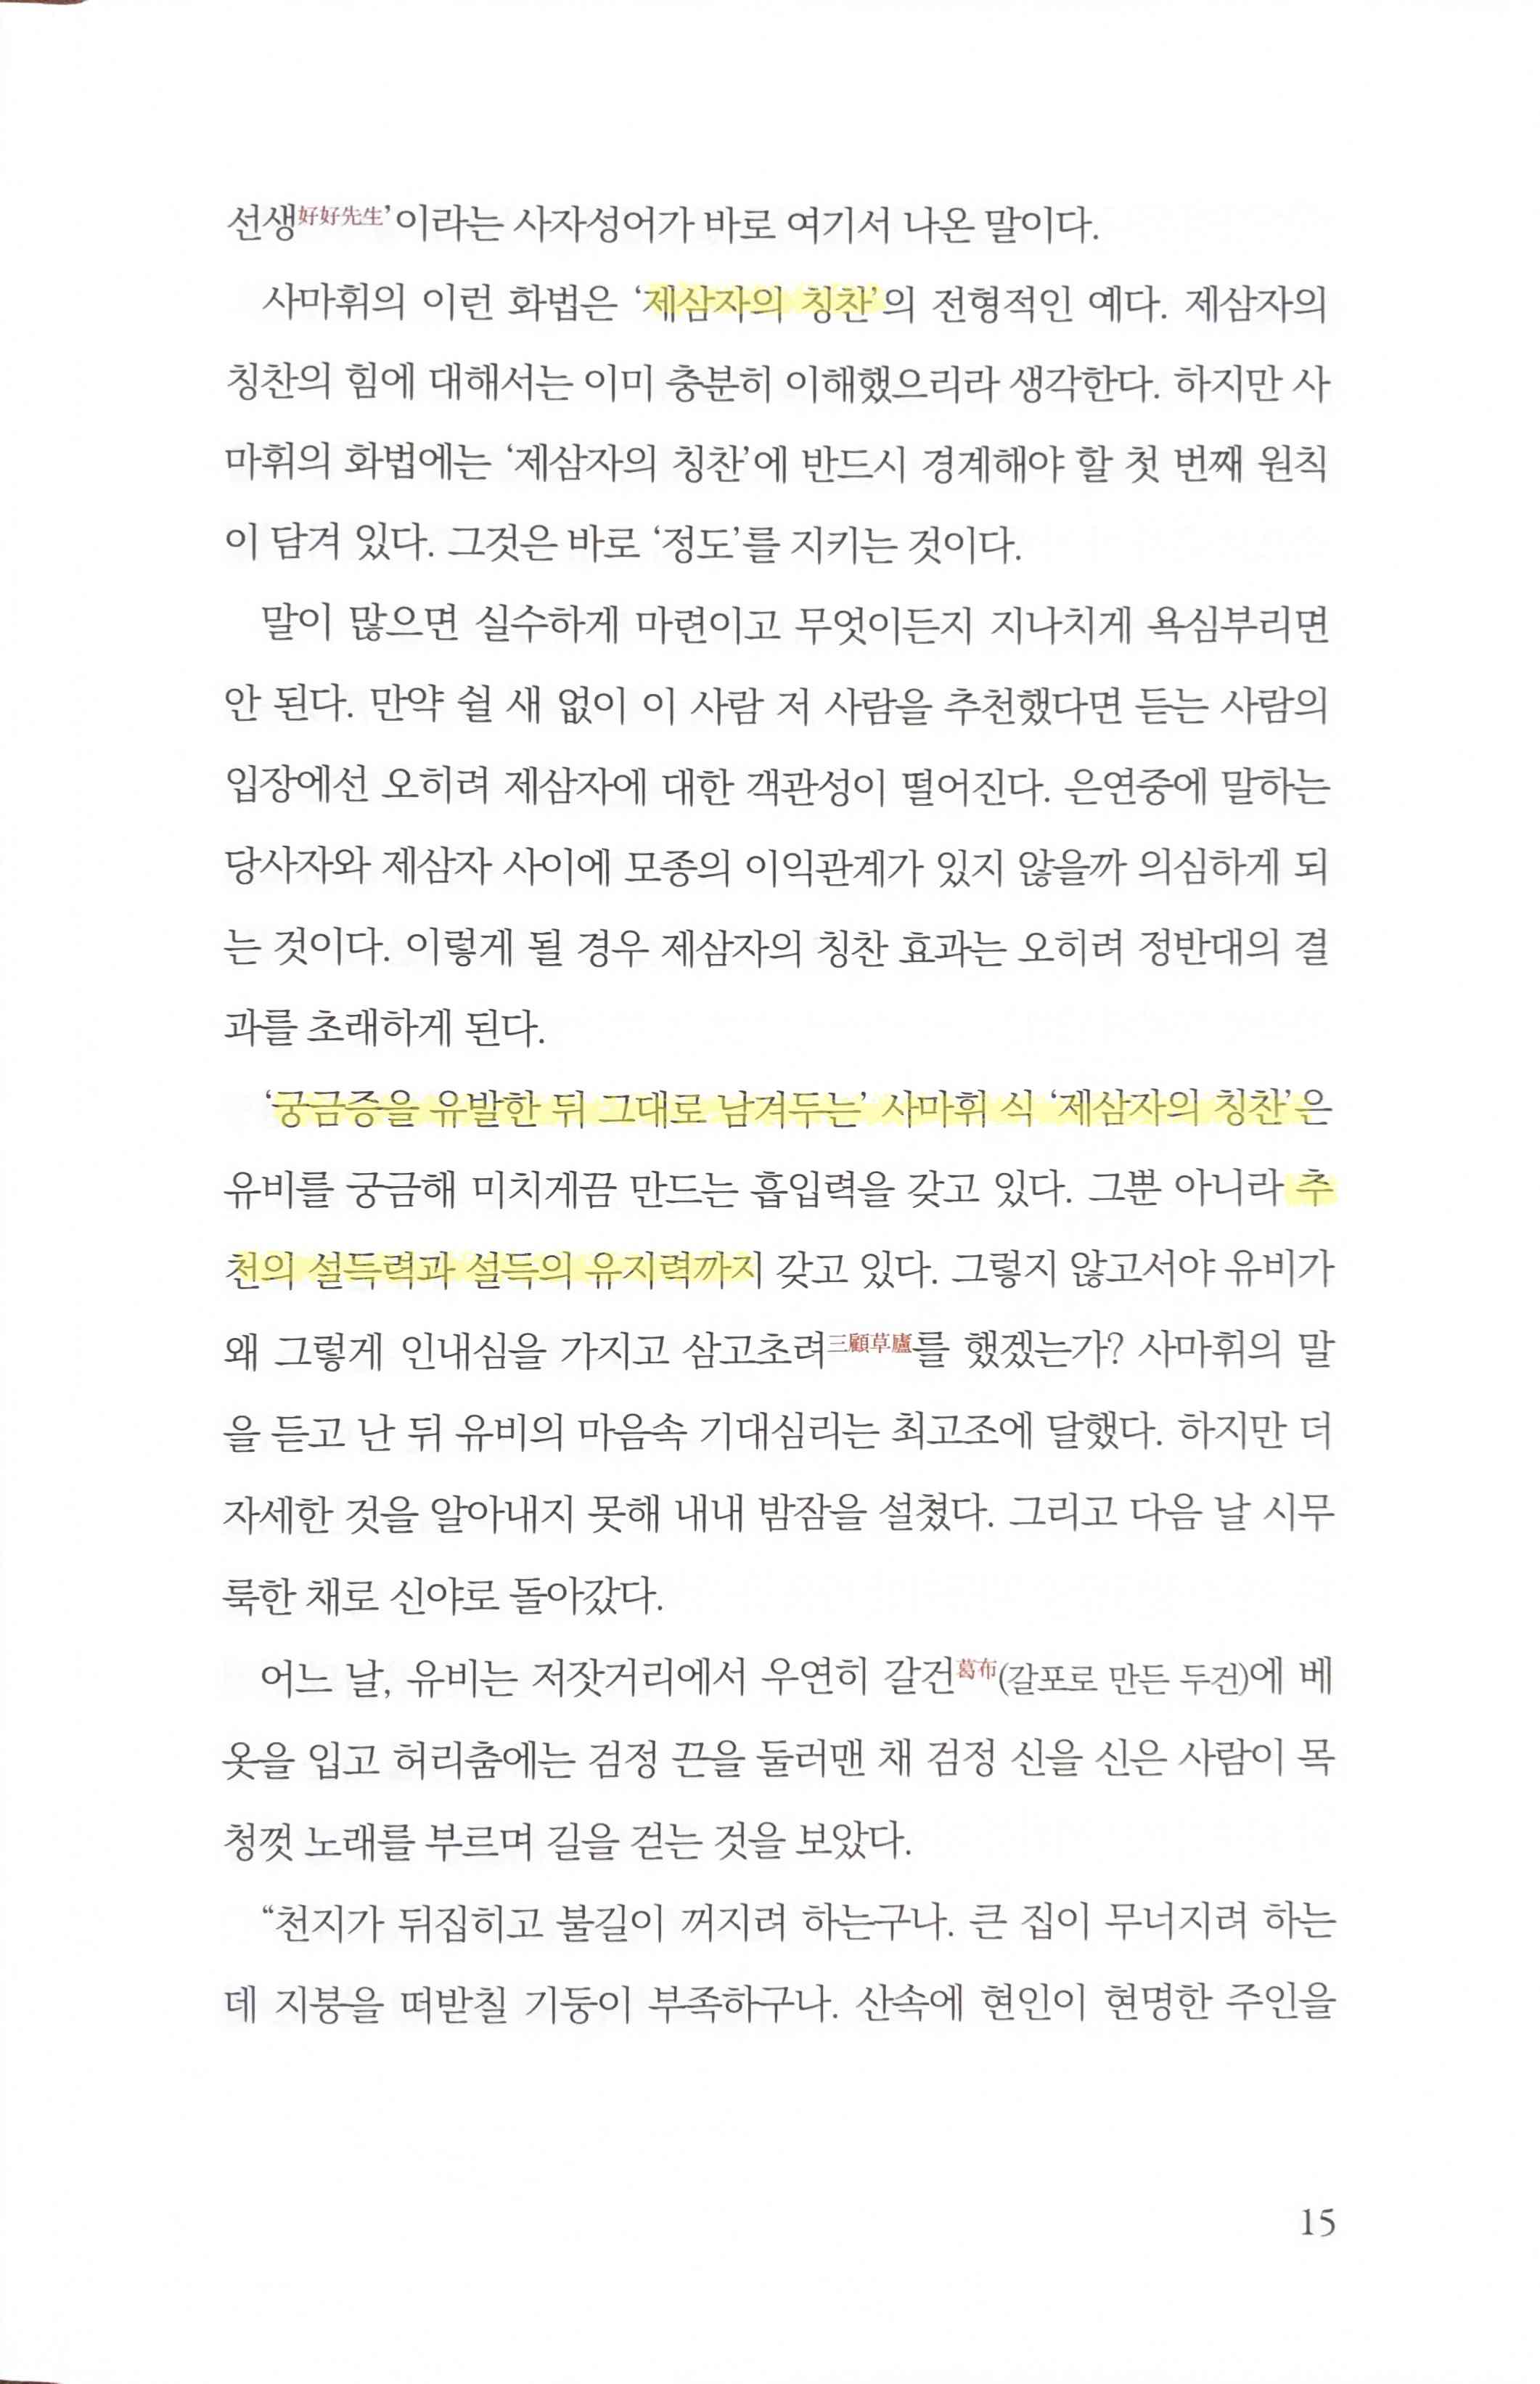 선생好好先生’이라는 사자성어가 바로 여기서 나온 말이다.
사마휘의 이런 화법은 ‘제삼자의 칭찬’의 전형적인 예다. 제삼자의
칭찬의 힘에 대해서는 이미 충분히 이해했으리라 생각한다. 하지만 사
마휘의 화법에는 ‘제삼자의 칭찬’에 반드시 경계해야 할 첫 번째 원칙
이 담겨 있다. 그것은 바로 ‘정도’를 지키는 것이다.
말이 많으면 실수하게 마련이고 무엇이든지 지나치게 욕심부리면
안 된다. 만약 쉴 새 없이 이 사람 저 사람을 추천했다면 듣는 사람의
입장에선 오히려 제삼자에 대한 객관성이 떨어진다. 은연중에 말하는
당사자와 제삼자 사이에 모종의 이익관계가 있지 않을까 의심하게 되
는 것이다. 이렇게 될 경우 제삼자의 칭찬 효과는 오히려 정반대의 결
과를 초래하게 된다.
‘궁금증을 유발한 뒤 그대로 남겨두는’ 사마휘 식 ‘제삼자의 칭찬’은
유비를 궁금해 미치게끔 만드는 흡입력을 갖고 있다. 그뿐 아니라 추
천의 설득력과 설득의 유지력까지 갖고 있다. 그렇지 않고서야 유비가
왜 그렇게 인내심을 가지고 삼고초려三顧草廬를 했겠는가? 사마휘의 말
을 듣고 난 뒤 유비의 마음속 기대심리는 최고조에 달했다. 하지만 더
자세한 것을 알아내지 못해 내내 밤잠을 설쳤다. 그리고 다음 날 시무
룩한 채로 신야로 돌아갔다.
어느 날, 유비는 저잣거리에서 우연히 갈건葛布(갈포로 만든 두건)에 베
옷을 입고 허리춤에는 검정 끈을 둘러맨 채 검정 신을 신은 사람이 목
청껏 노래를 부르며 길을 걷는 것을 보았다.
“천지가 뒤집히고 불길이 꺼지려 하는구나. 큰 집이 무너지려 하는
데 지붕을 떠받칠 기둥이 부족하구나. 산속에 현인이 현명한 주인을
15